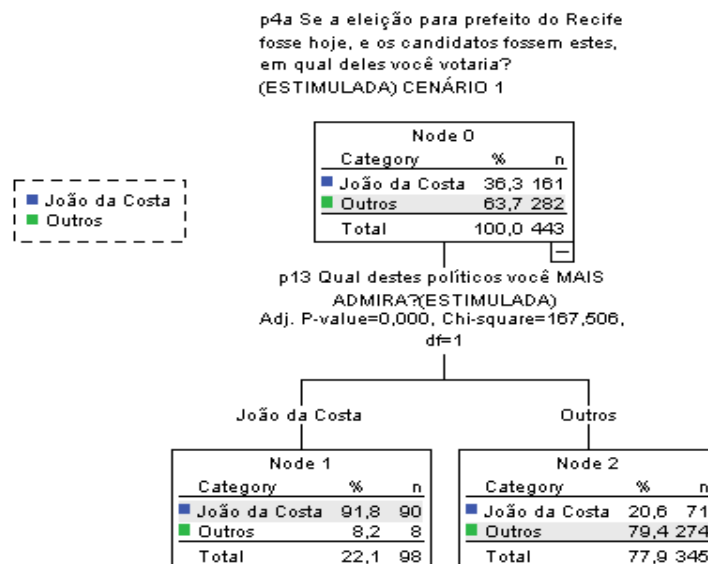 p4a Se a eleição para prefeito do Recife
fosse hoje, e os candidatos fossem estes,
em qual deles você votaria?
(ESTIMULADA) CENÁRIO 1
João da Costa
Outros
Node 0
Category % n
João da Costa 36,3 161
Outros 63,7 282
Total 100,0 443
p13 Qual destes políticos você MAIS
ADMIRA?(ESTIMULADA)
Adj. P-value=0,000, Chi-square=167,506,
df=1
João da Costa
Outros
Node 1
Category % n
João da Costa 91,8 90
Outros 8,2 8
Total 22,1 98
Node 2
Category % n
João da Costa 20,6 71
Outros 79,4 274
Total 77,9 345